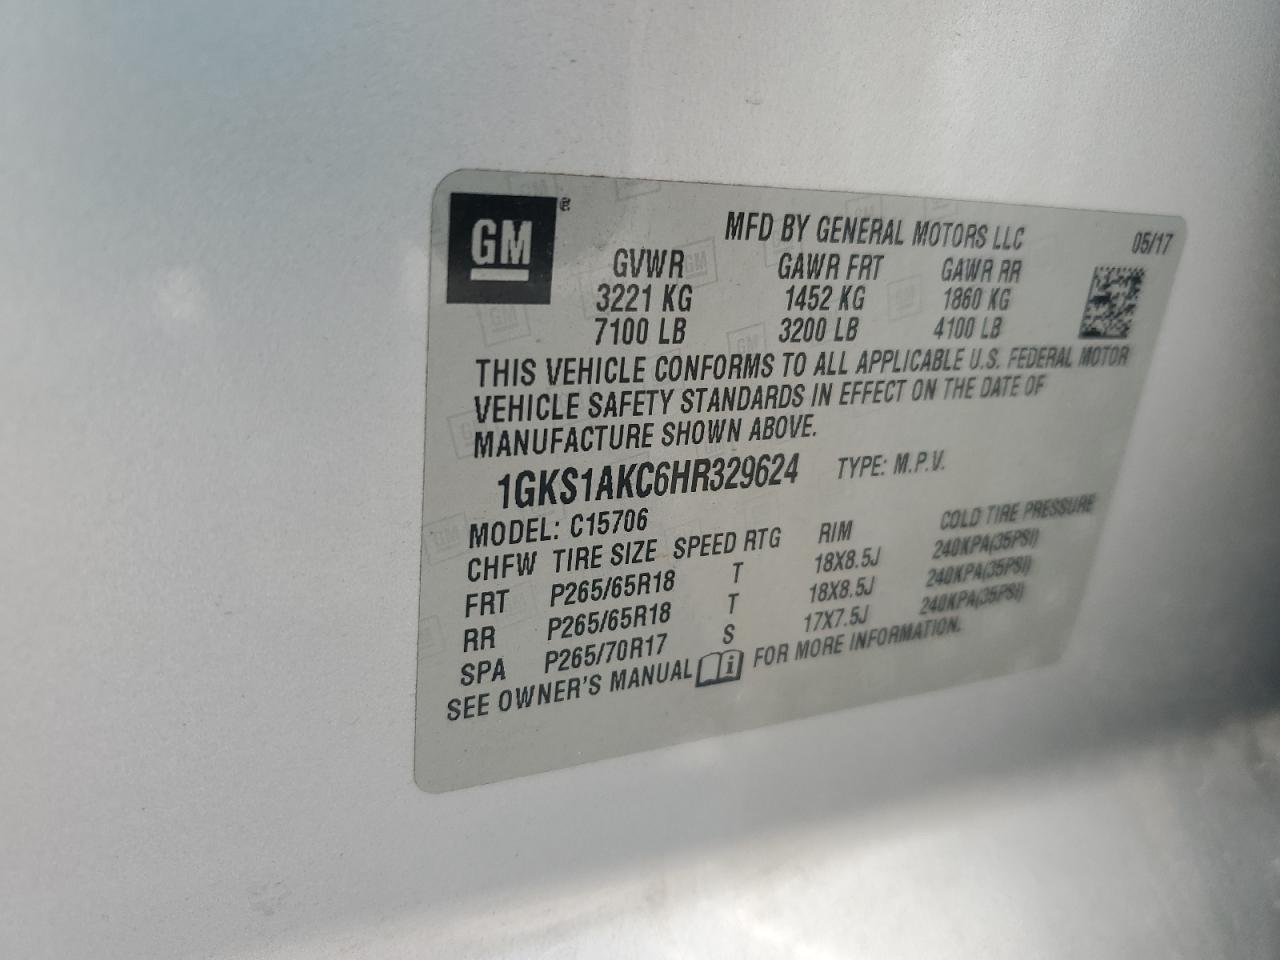 GM®
MFD BY GENERAL MOTORS LLC 05/17
GVWR GAWR FRT GAWR RR
3221 KG 1452 KG 1860 KG
7100 LB 3200 LB 4100 LB
THIS VEHICLE CONFORMS TO ALL APPLICABLE U.S. FEDERAL MOTOR
VEHICLE SAFETY STANDARDS IN EFFECT ON THE DATE OF
MANUFACTURE SHOWN ABOVE.
1GKS1AKC6HR329624 TYPE: M.P.V.
MODEL: C15706
CHFW TIRE SIZE SPEED RTG RIM COLD TIRE PRESSURE
FRT P265/65R18 T 18X8.5J 240KPA(35PSI)
RR P265/65R18 T 18X8.5J 240KPA(35PSI)
SPA P265/70R17 S 17X7.5J 240KPA(35PSI)
SEE OWNER'S MANUAL i FOR MORE INFORMATION.